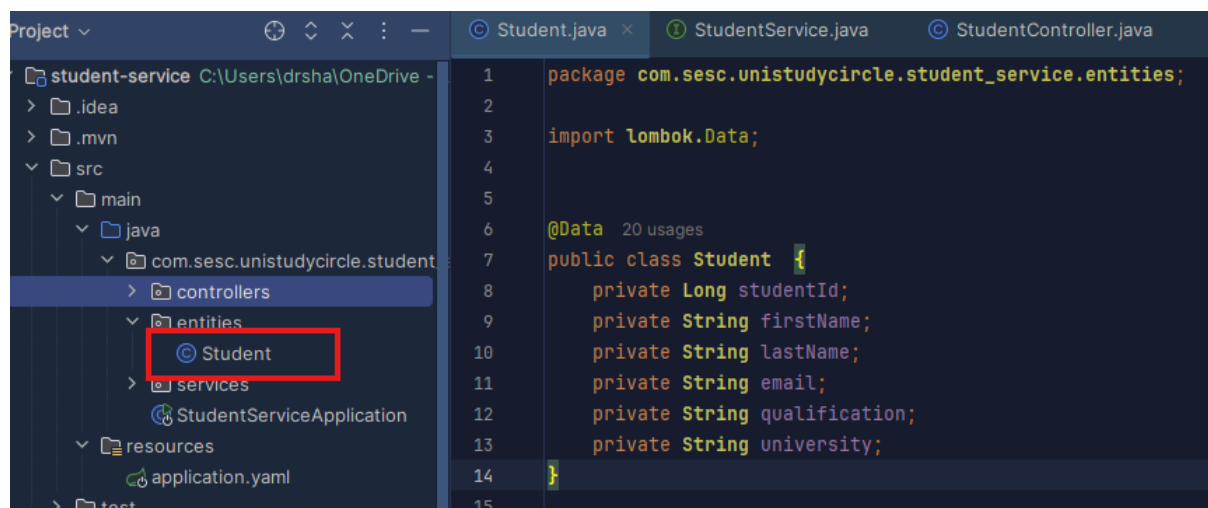 Project
student-service C:\Users\drsha\OneDrive -
.idea
.mvn
src
main
java
com.sesc.unistudycircle.student_
controllers
entities
Student
services
StudentServiceApplication
resources
application.yaml
test
Student.java
StudentService.java
StudentController.java
1 package com.sesc.unistudycircle.student_service.entities;
2
3 import lombok.Data;
4
5
6 @Data 20 usages
7 public class Student {
8 private Long studentId;
9 private String firstName;
10 private String lastName;
11 private String email;
12 private String qualification;
13 private String university;
14 }
15